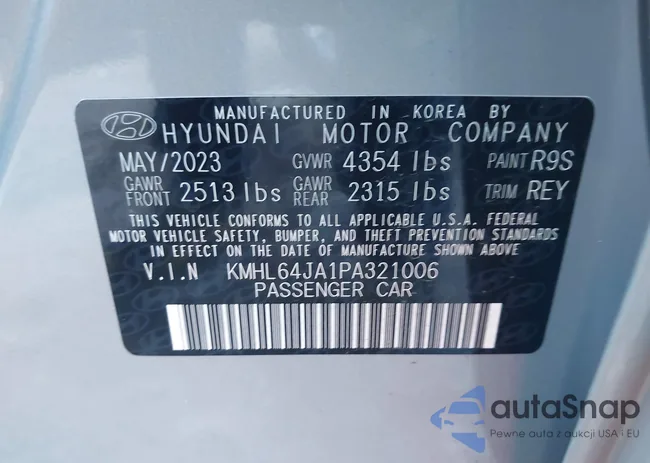 MANUFACTURED IN KOREA BY
HYUNDAI MOTOR COMPANY
MAY/2023 GVWR 4354 lbs PAINT R9S
GAWR FRONT 2513 lbs GAWR REAR 2315 lbs TRIM REY
THIS VEHICLE CONFORMS TO ALL APPLICABLE U.S.A. FEDERAL
MOTOR VEHICLE SAFETY, BUMPER, AND THEFT PREVENTION STANDARDS
IN EFFECT ON THE DATE OF MANUFACTURE SHOWN ABOVE.
V.I.N KMHL64JA1PA321006
PASSENGER CAR
autaSnap
Pewne auta z aukcji USA i EU